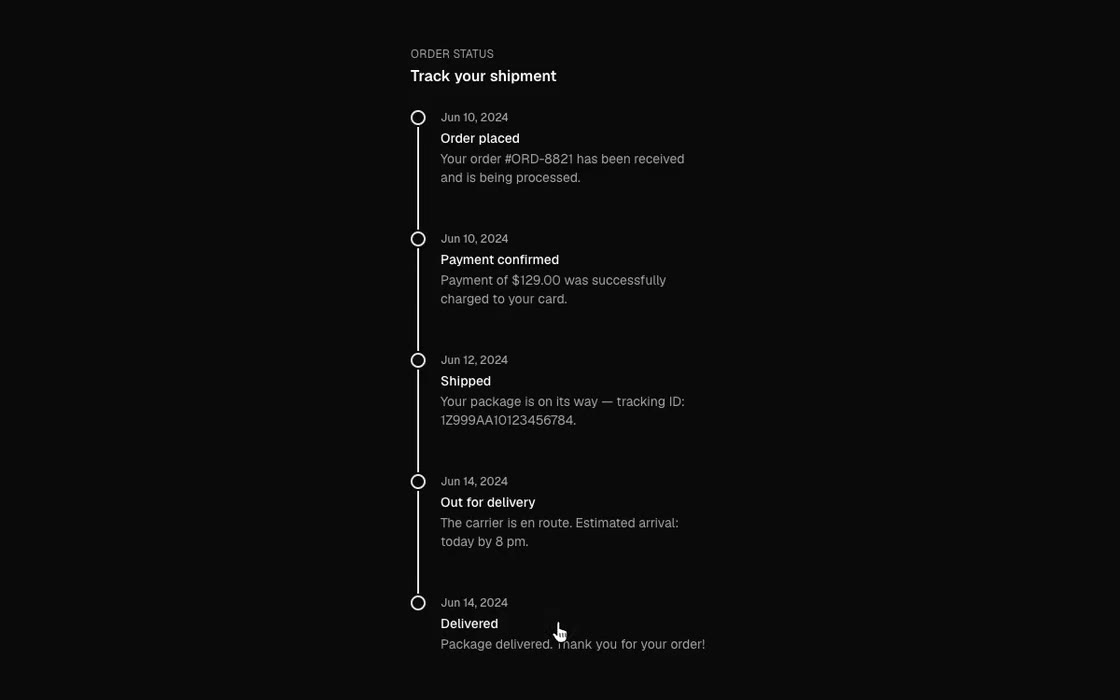 ORDER STATUS
Track your shipment
Jun 10, 2024
Order placed
Your order #ORD-8821 has been received
and is being processed.
Jun 10, 2024
Payment confirmed
Payment of $129.00 was successfully
charged to your card.
Jun 12, 2024
Shipped
Your package is on its way — tracking ID:
1Z999AA10123456784.
Jun 14, 2024
Out for delivery
The carrier is en route. Estimated arrival:
today by 8 pm.
Jun 14, 2024
Delivered
Package delivered. Thank you for your order!